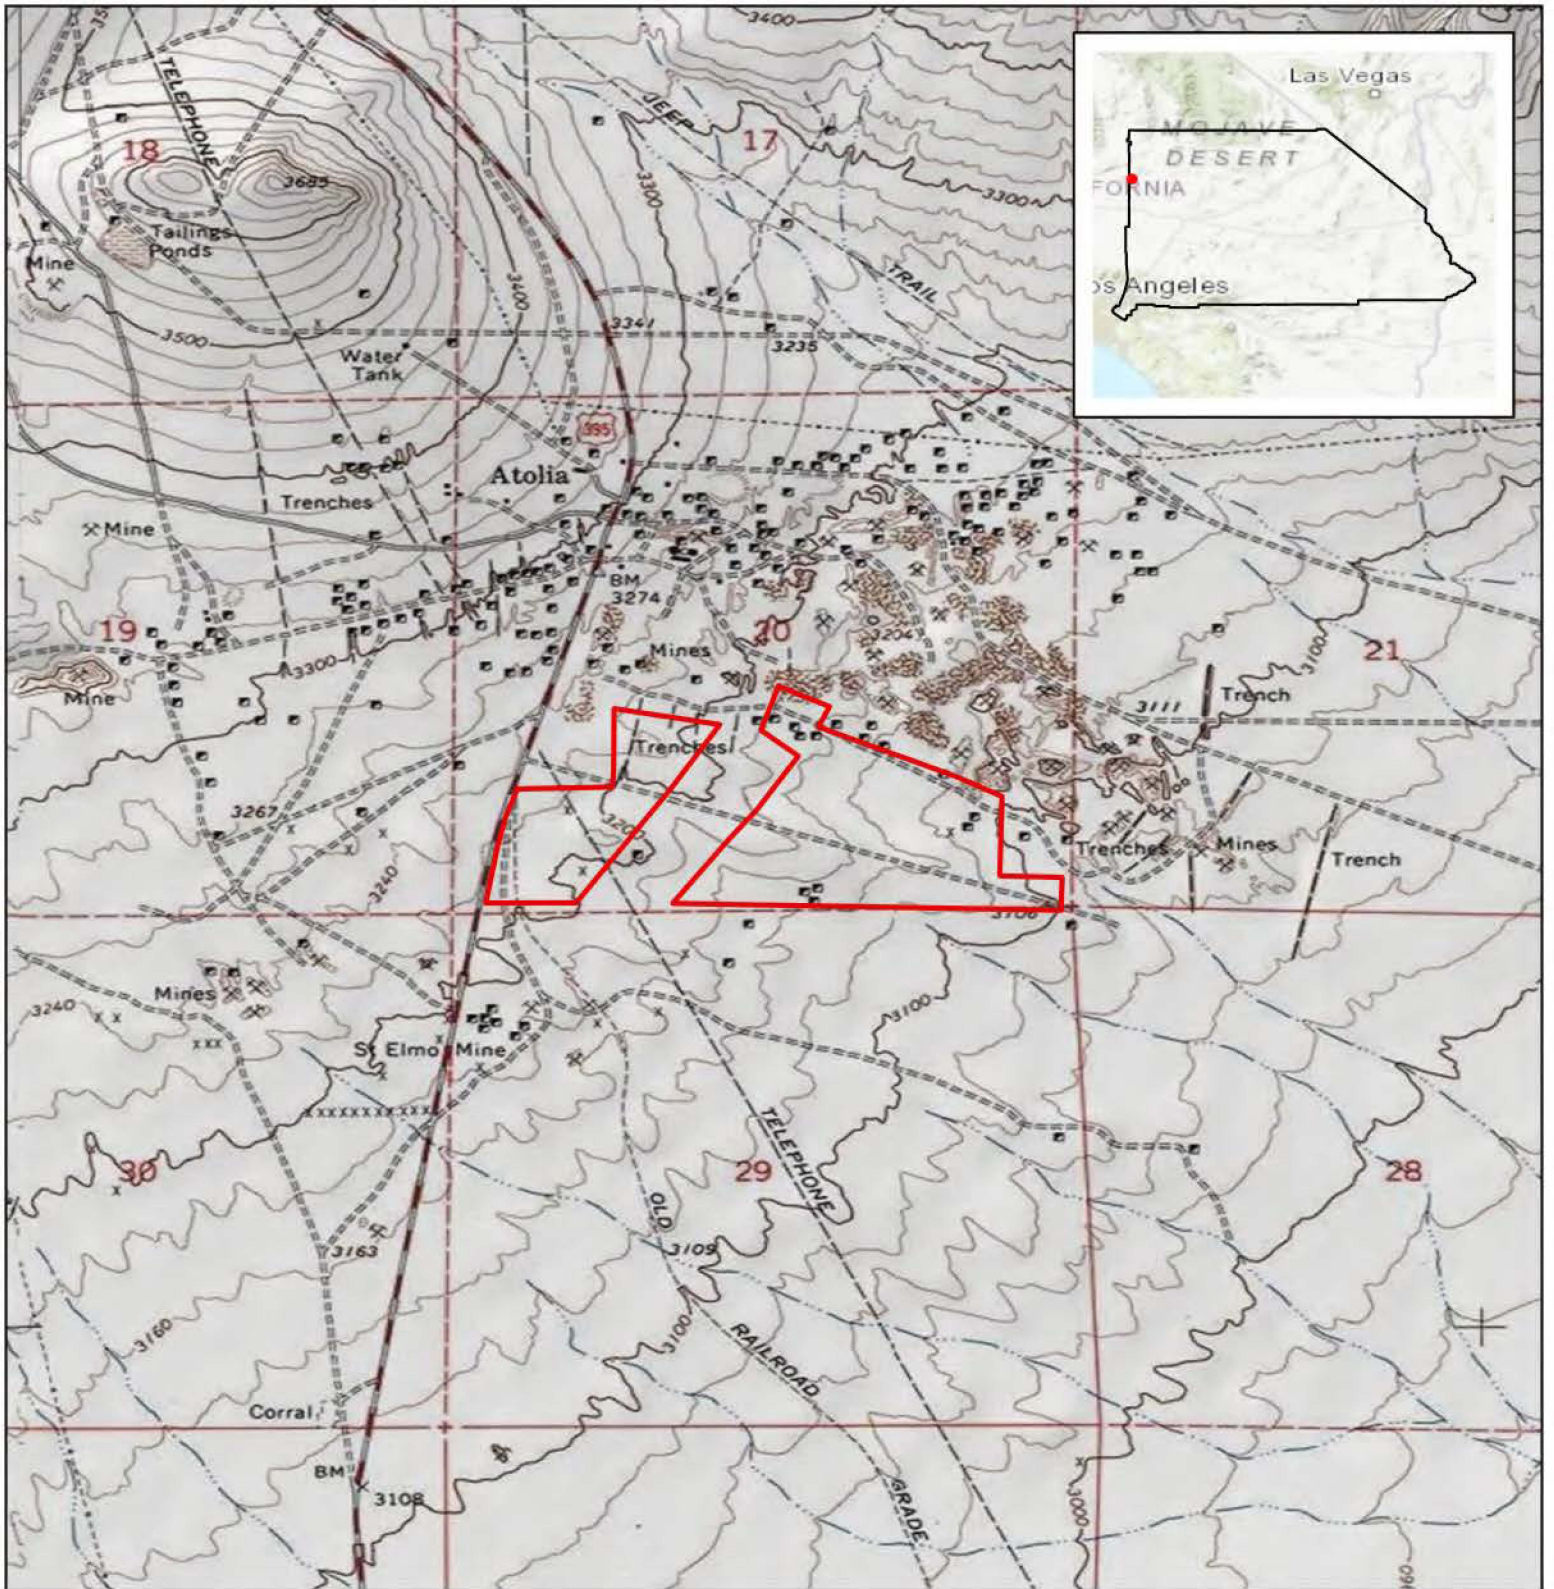 3400
Las Vegas
TELEPHONE
JEEP
17
MOJAVE
DESERT
18
3685
3300
3300
FORNIA
Tailings
Ponds
Mine
TRAIL
3400
os Angeles
3500
3341
3235
Water
Tank
395
Atolia
Trenches
Mine
BM
3274
19
20
3204
21
3300
Mines
3100
Mine
Trench
3111
Trenches
3267
3200
3240
Trenches
Mines
Trench
3106
Mines
3240
3100
St Elmo Mine
TELEPHONE
30
29
28
OLD
3163
3109
3160
3100
RAILROAD
Corral
BM
3108
GRADE
3000